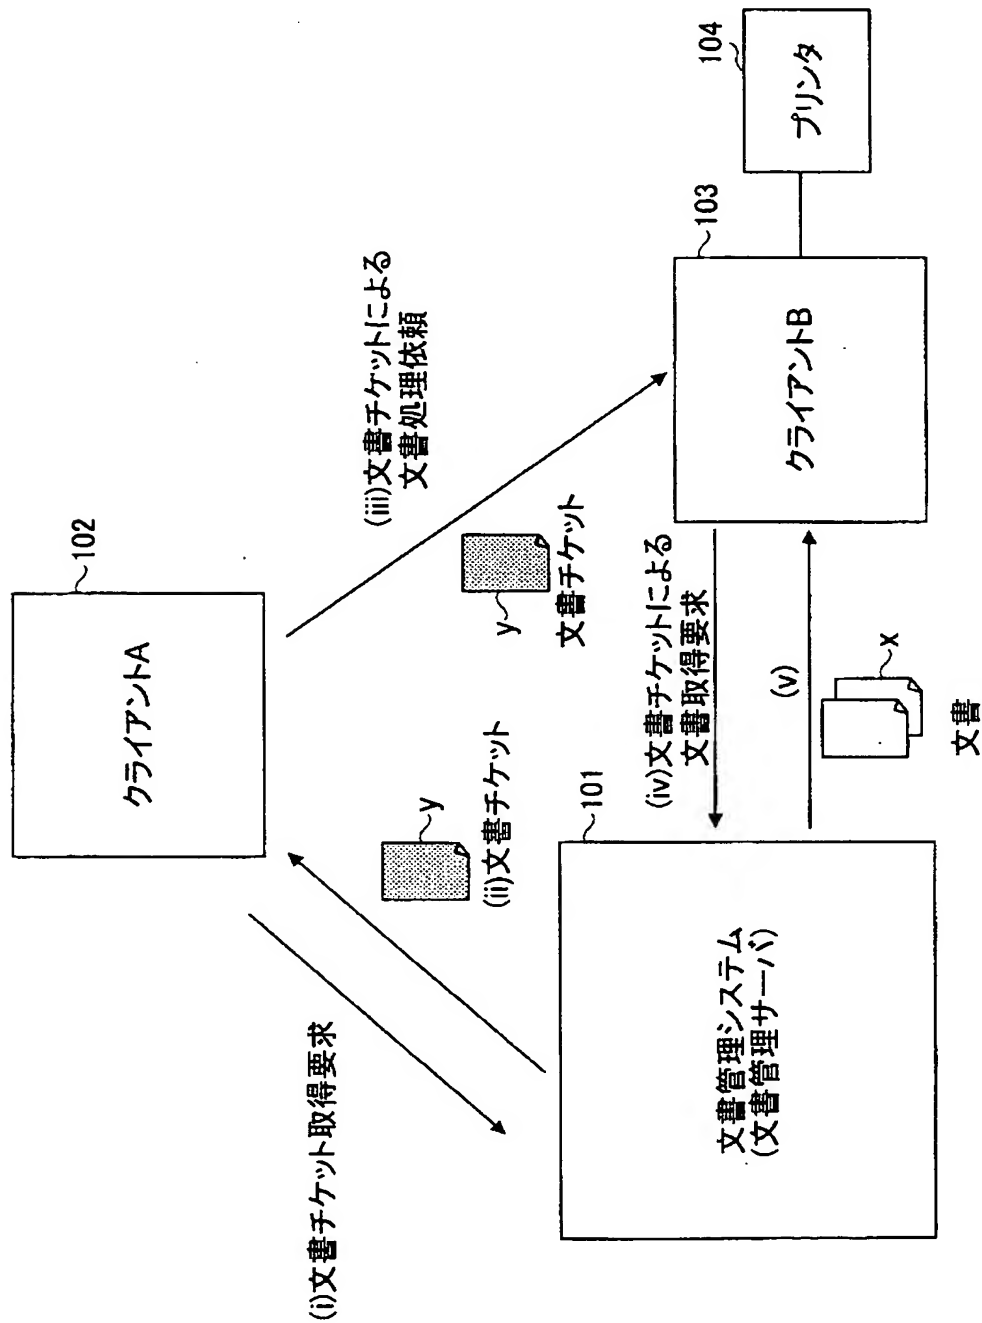 (i)文書チケット取得要求
(ii)文書チケット
y
クライアントA
102
(iii)文書チケットによる
文書処理依頼
y
文書チケット
文書管理システム
(文書管理サーバ)
101
(iv)文書チケットによる
文書取得要求
(v)
x
文書
クライアントB
103
プリンタ
104